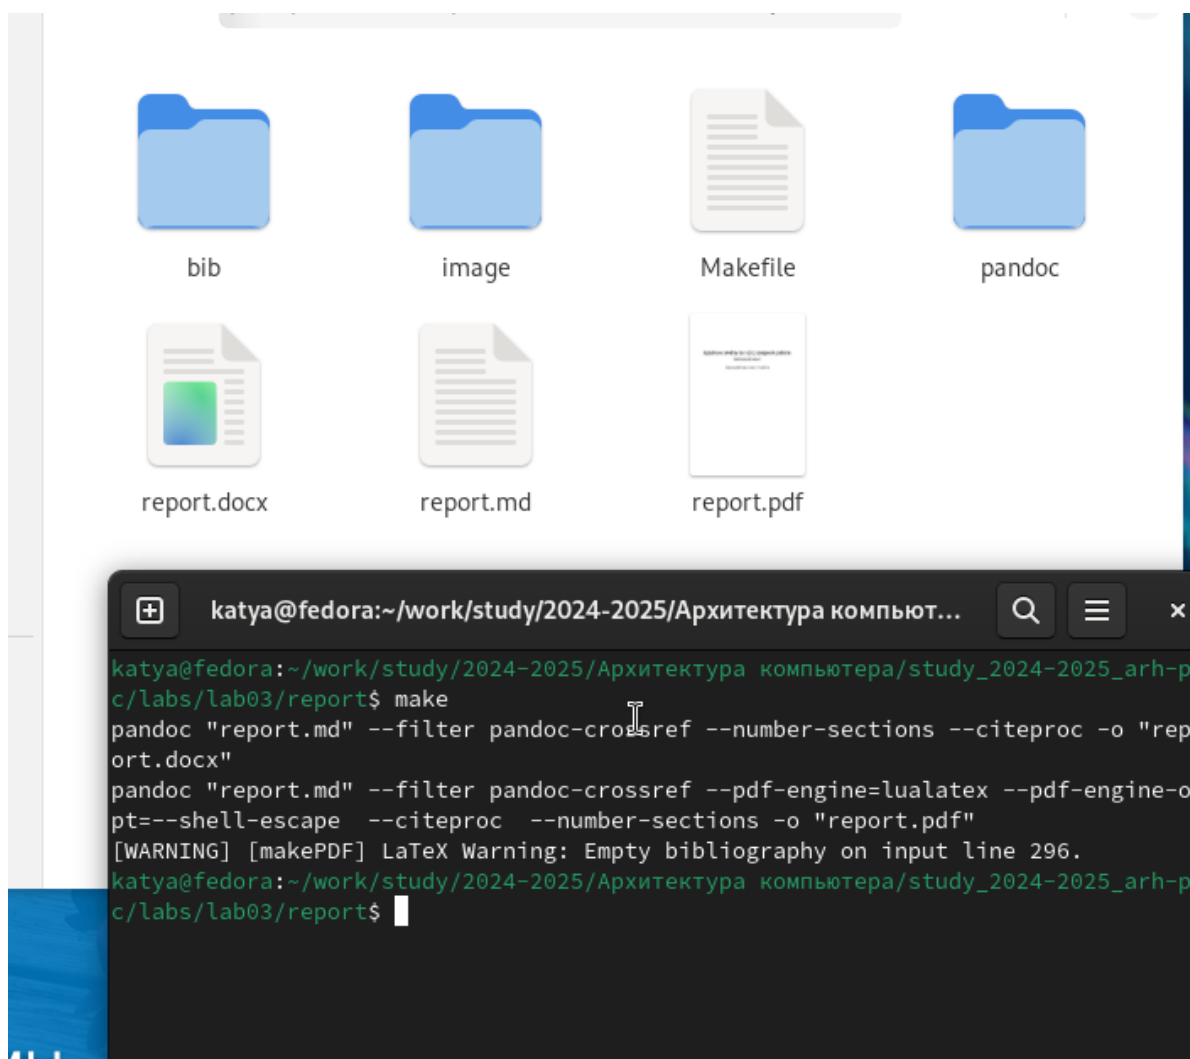 bib
image
Makefile
pandoc
report.docx
report.md
report.pdf
katya@fedora:~/work/study/2024-2025/Архитектура компьют...
katya@fedora:~/work/study/2024-2025/Архитектура компьютера/study_2024-2025_arh-p
c/labs/lab03/report$ make
pandoc "report.md" --filter pandoc-crossref --number-sections --citeproc -o "rep
ort.docx"
pandoc "report.md" --filter pandoc-crossref --pdf-engine=lualatex --pdf-engine-o
pt=--shell-escape  --citeproc  --number-sections -o "report.pdf"
[WARNING] [makePDF] LaTeX Warning: Empty bibliography on input line 296.
katya@fedora:~/work/study/2024-2025/Архитектура компьютера/study_2024-2025_arh-p
c/labs/lab03/report$